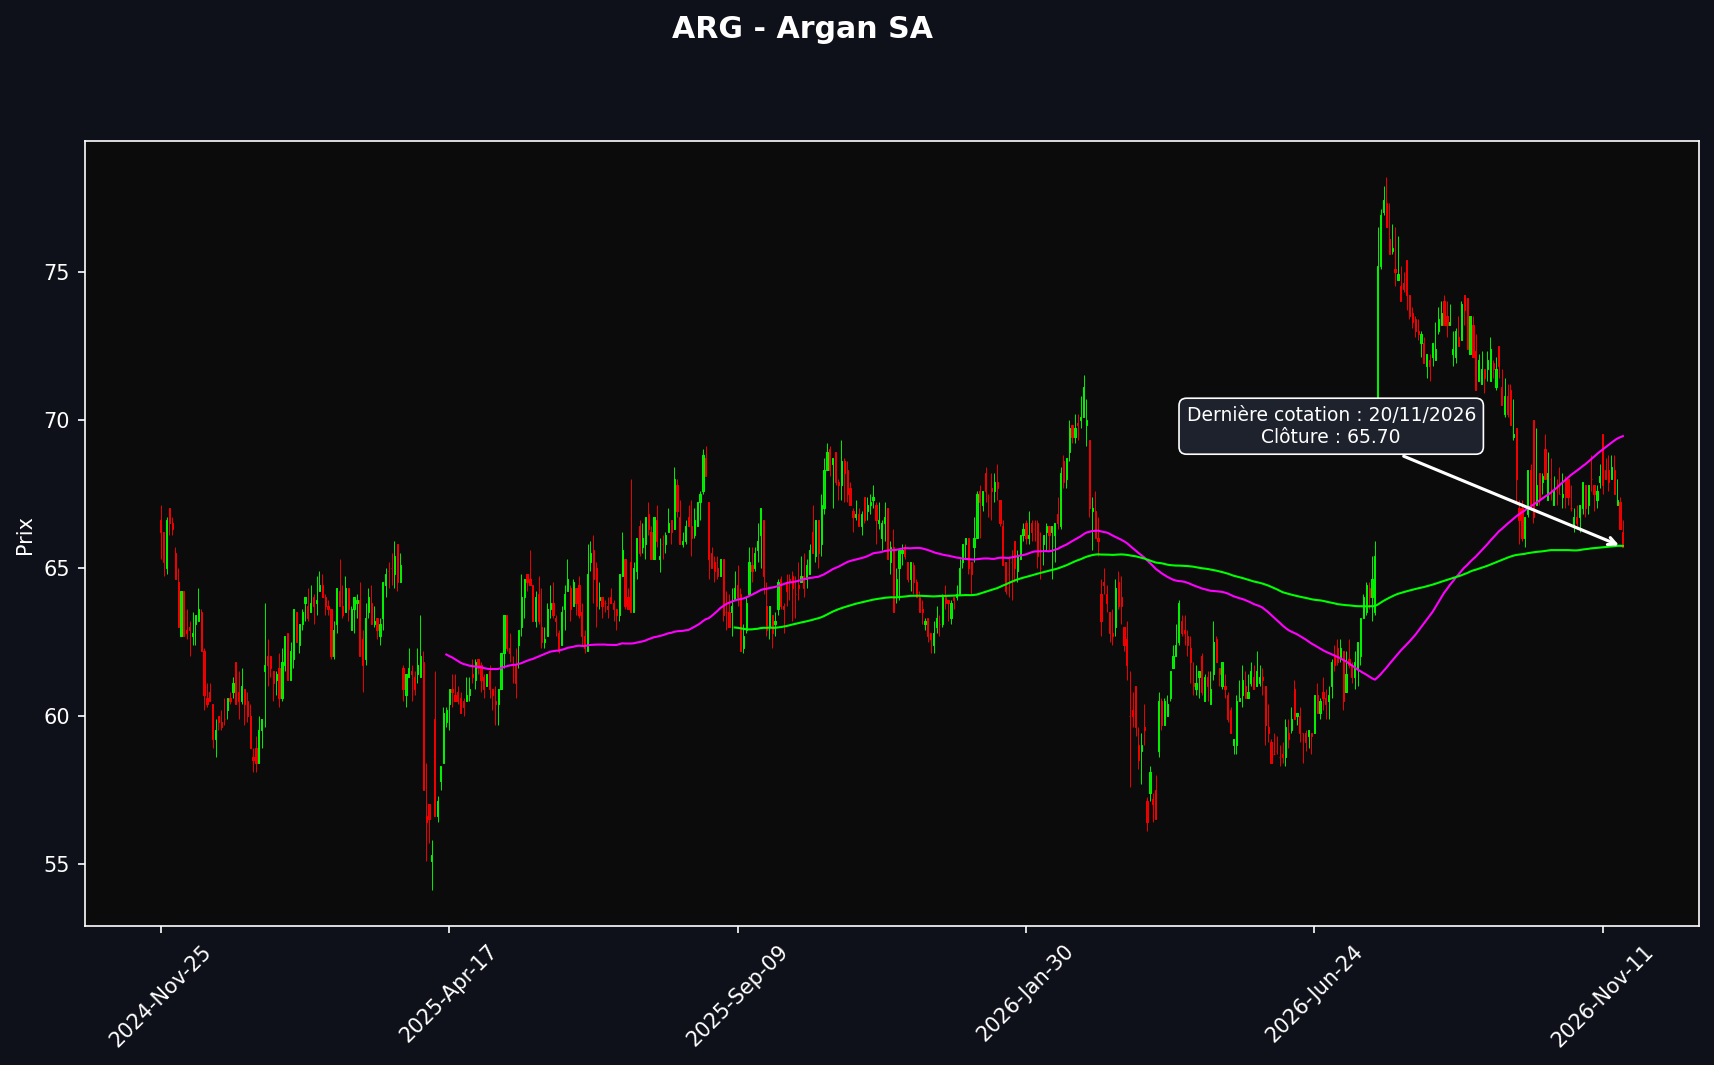 ARG - Argan SA
Prix
75
70
65
60
55
Dernière cotation : 20/11/2026
Clôture : 65.70
2024-Nov-25
2025-Apr-17
2025-Sep-09
2026-Jan-30
2026-Jun-24
2026-Nov-11